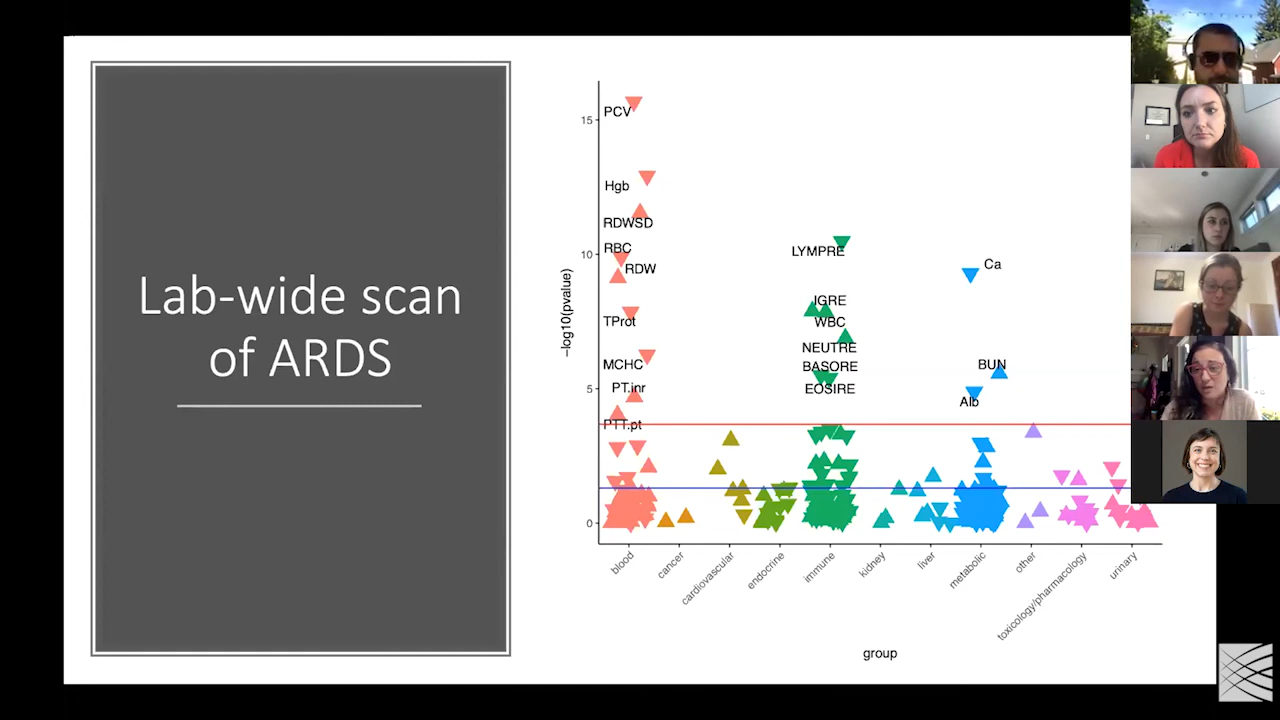 Lab-wide scan
of ARDS
−log10(pvalue)
15
10
5
0
PCV
Hgb
RDWSD
RBC
RDW
TProt
MCHC
PT.inr
PTT.pt
LYMPRE
IGRE
WBC
NEUTRE
BASORE
EOSIRE
Ca
BUN
Alb
blood
cancer
cardiovascular
endocrine
immune
kidney
liver
metabolic
other
toxicology/pharmacology
urinary
group